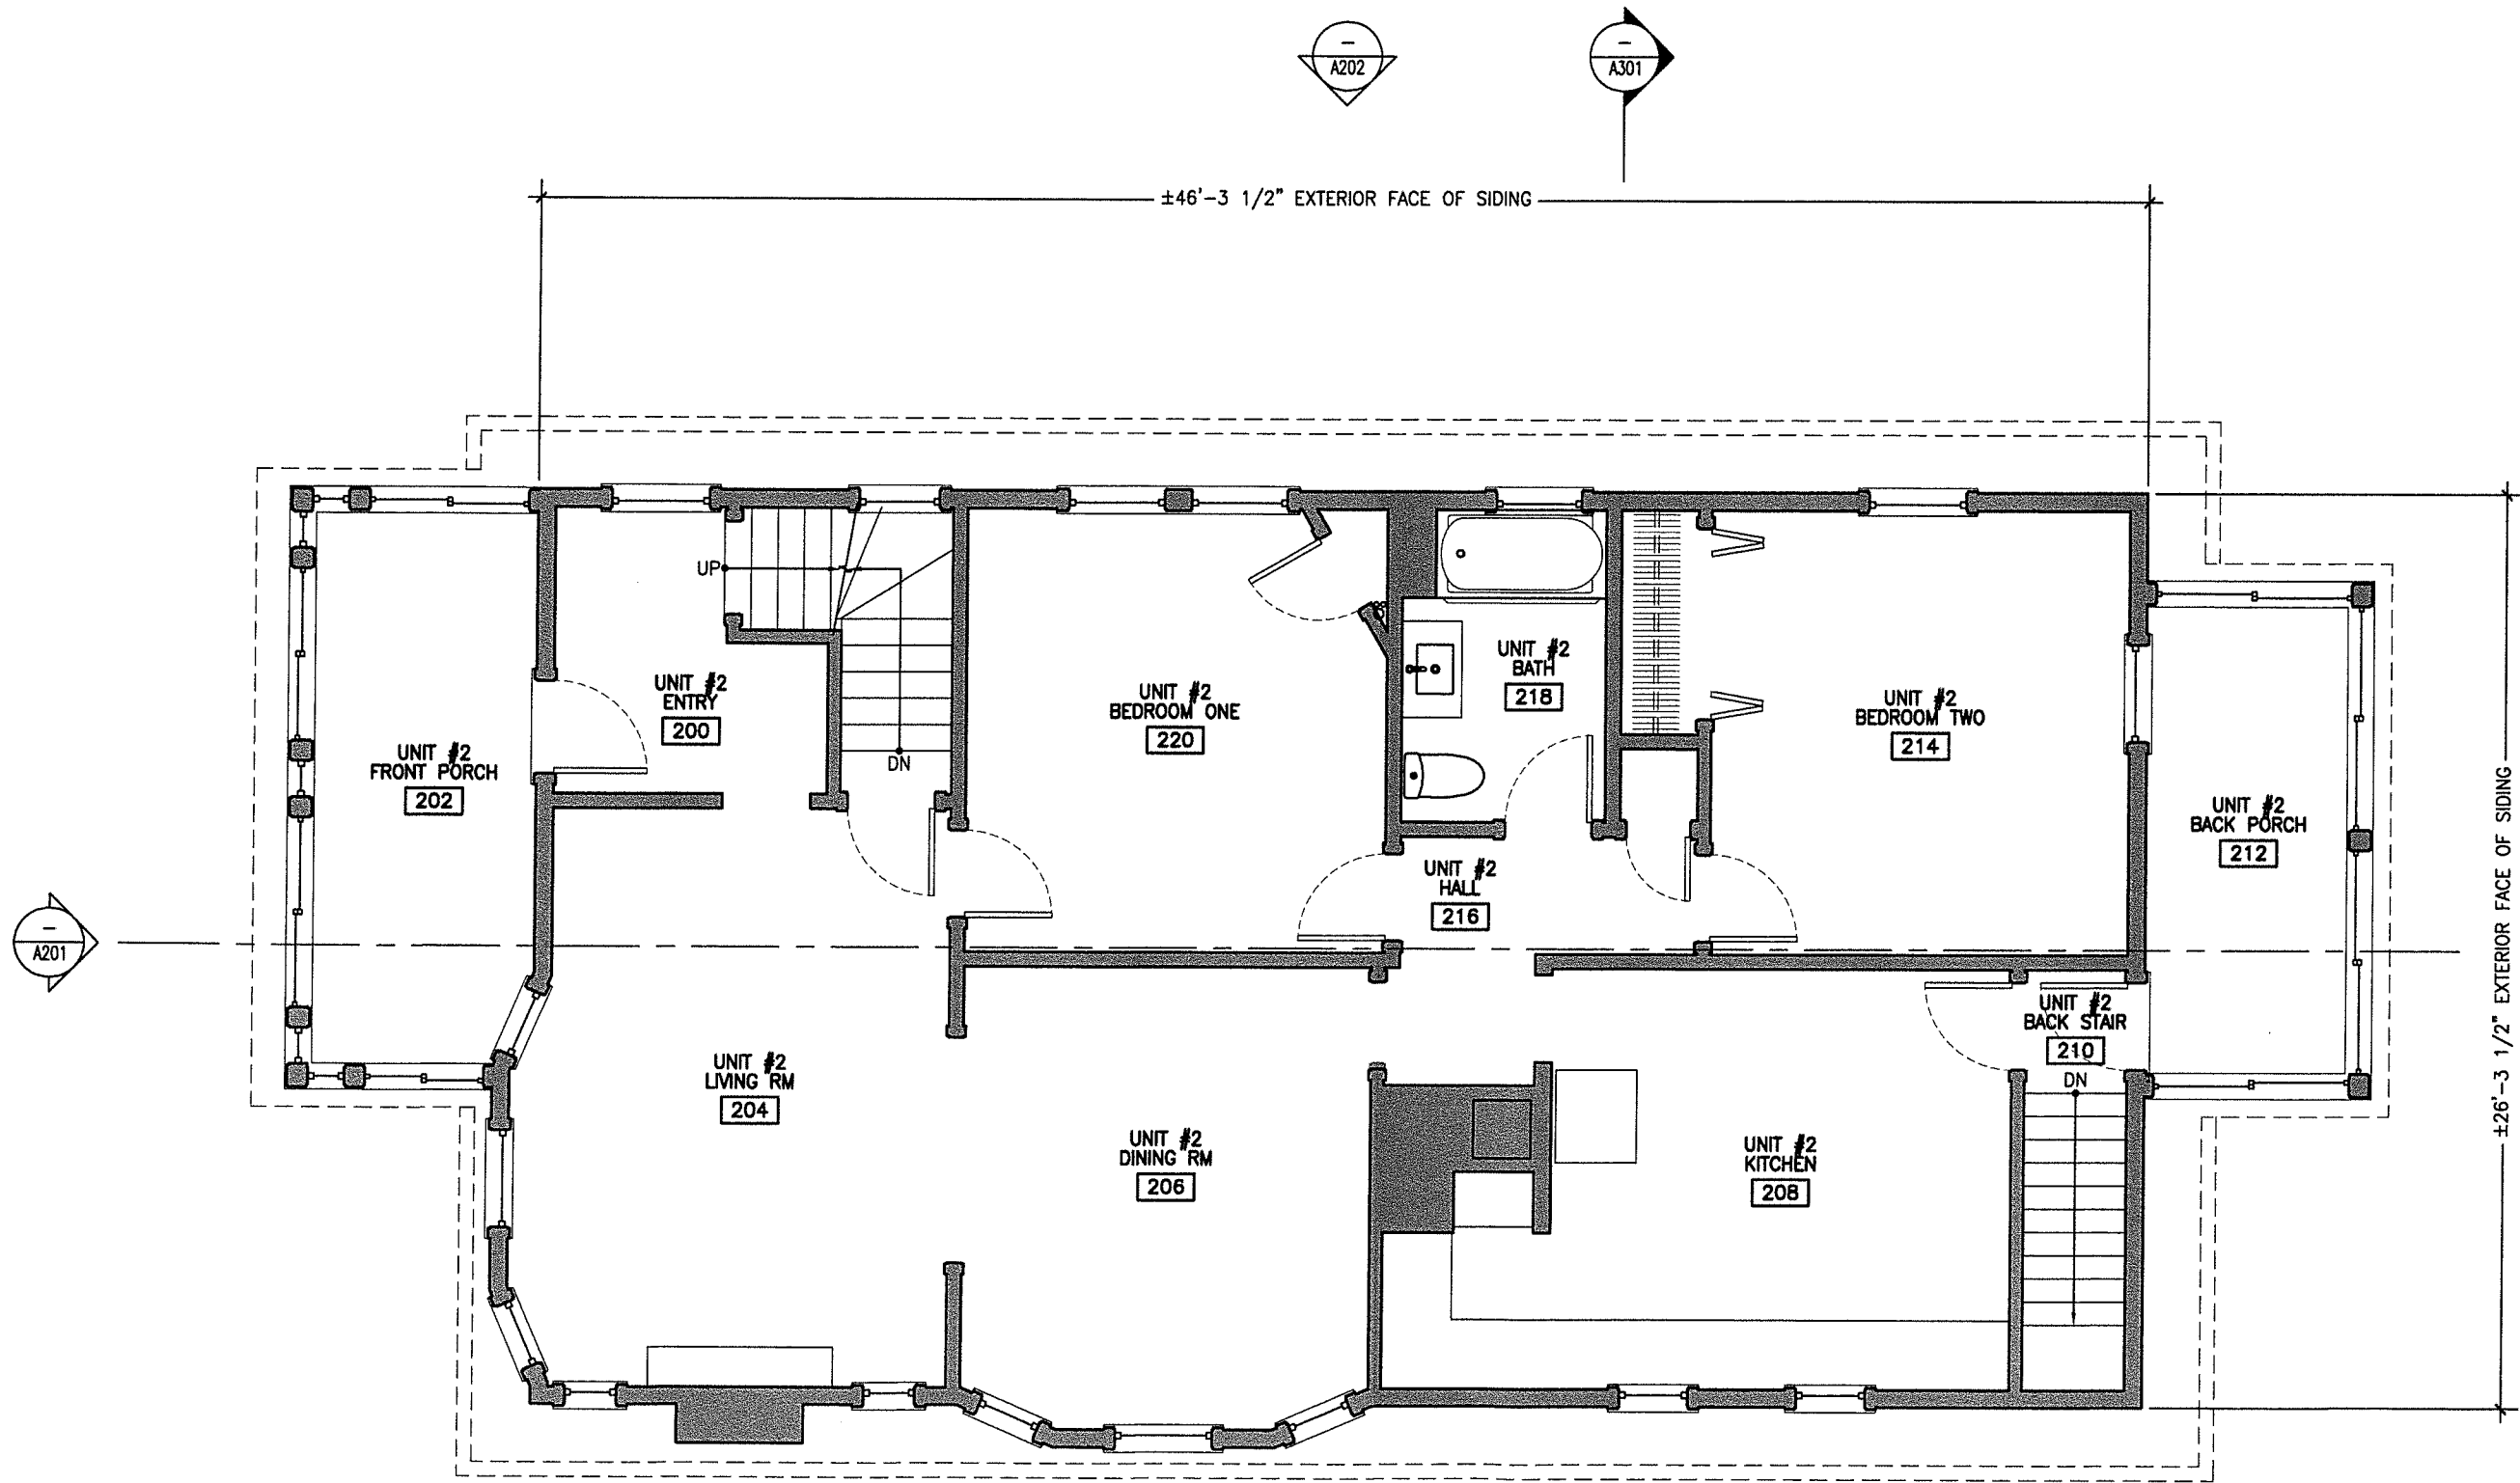 –
A202
–
A301
±46'-3 1/2" EXTERIOR FACE OF SIDING
UP
UNIT #2
ENTRY
200
DN
UNIT #2
BEDROOM ONE
220
UNIT #2
BATH
218
UNIT #2
BEDROOM TWO
214
UNIT #2
FRONT PORCH
202
UNIT #2
BACK PORCH
212
UNIT #2
HALL
216
–
A201
UNIT #2
BACK STAIR
210
DN
UNIT #2
LIVING RM
204
UNIT #2
DINING RM
206
UNIT #2
KITCHEN
208
±26'-3 1/2" EXTERIOR FACE OF SIDING